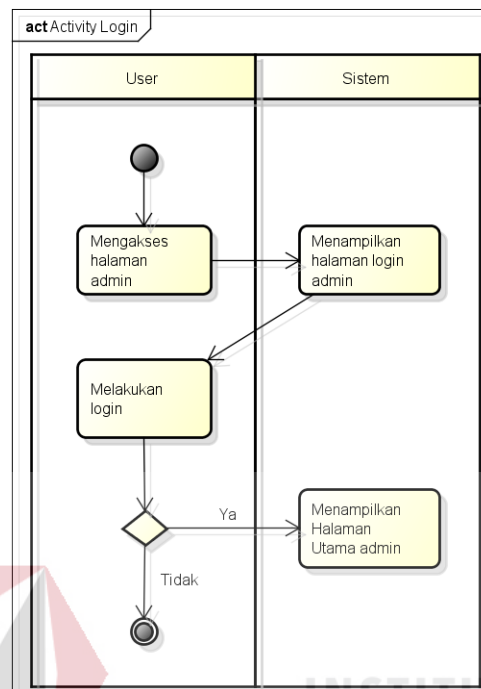 act Activity Login
User
Sistem
Mengakses
halaman
admin
Menampilkan
halaman login
admin
Melakukan
login
Ya
Menampilkan
Halaman
Utama admin
Tidak